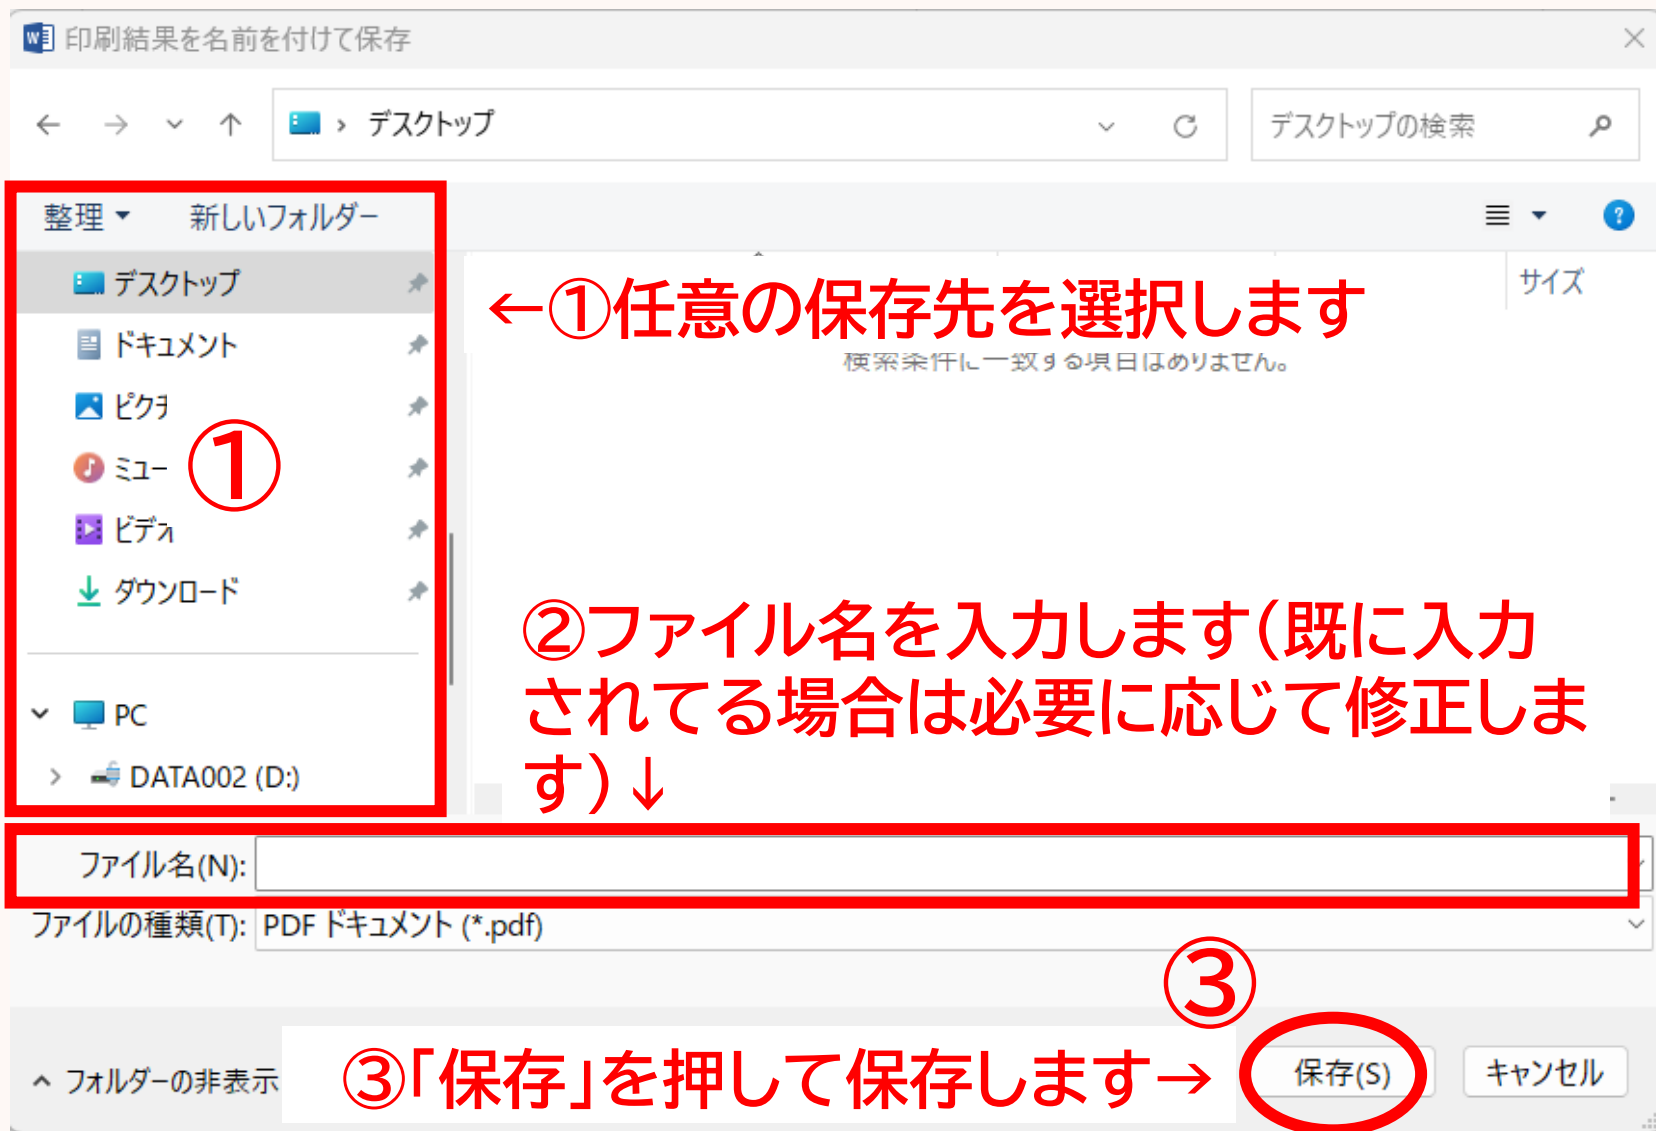 印刷結果を名前を付けて保存
デスクトップ
デスクトップの検索
整理
新しいフォルダー
サイズ
デスクトップ
←①任意の保存先を選択します
検索条件に一致する項目はありません。
ドキュメント
ピクチ
①
ミュー
ビデオ
ダウンロード
②ファイル名を入力します(既に入力
されてる場合は必要に応じて修正しま
す)↓
PC
DATA002 (D:)
ファイル名(N):
ファイルの種類(T): PDF ドキュメント (*.pdf)
③
フォルダーの非表示
③「保存」を押して保存します→
保存(S)
キャンセル